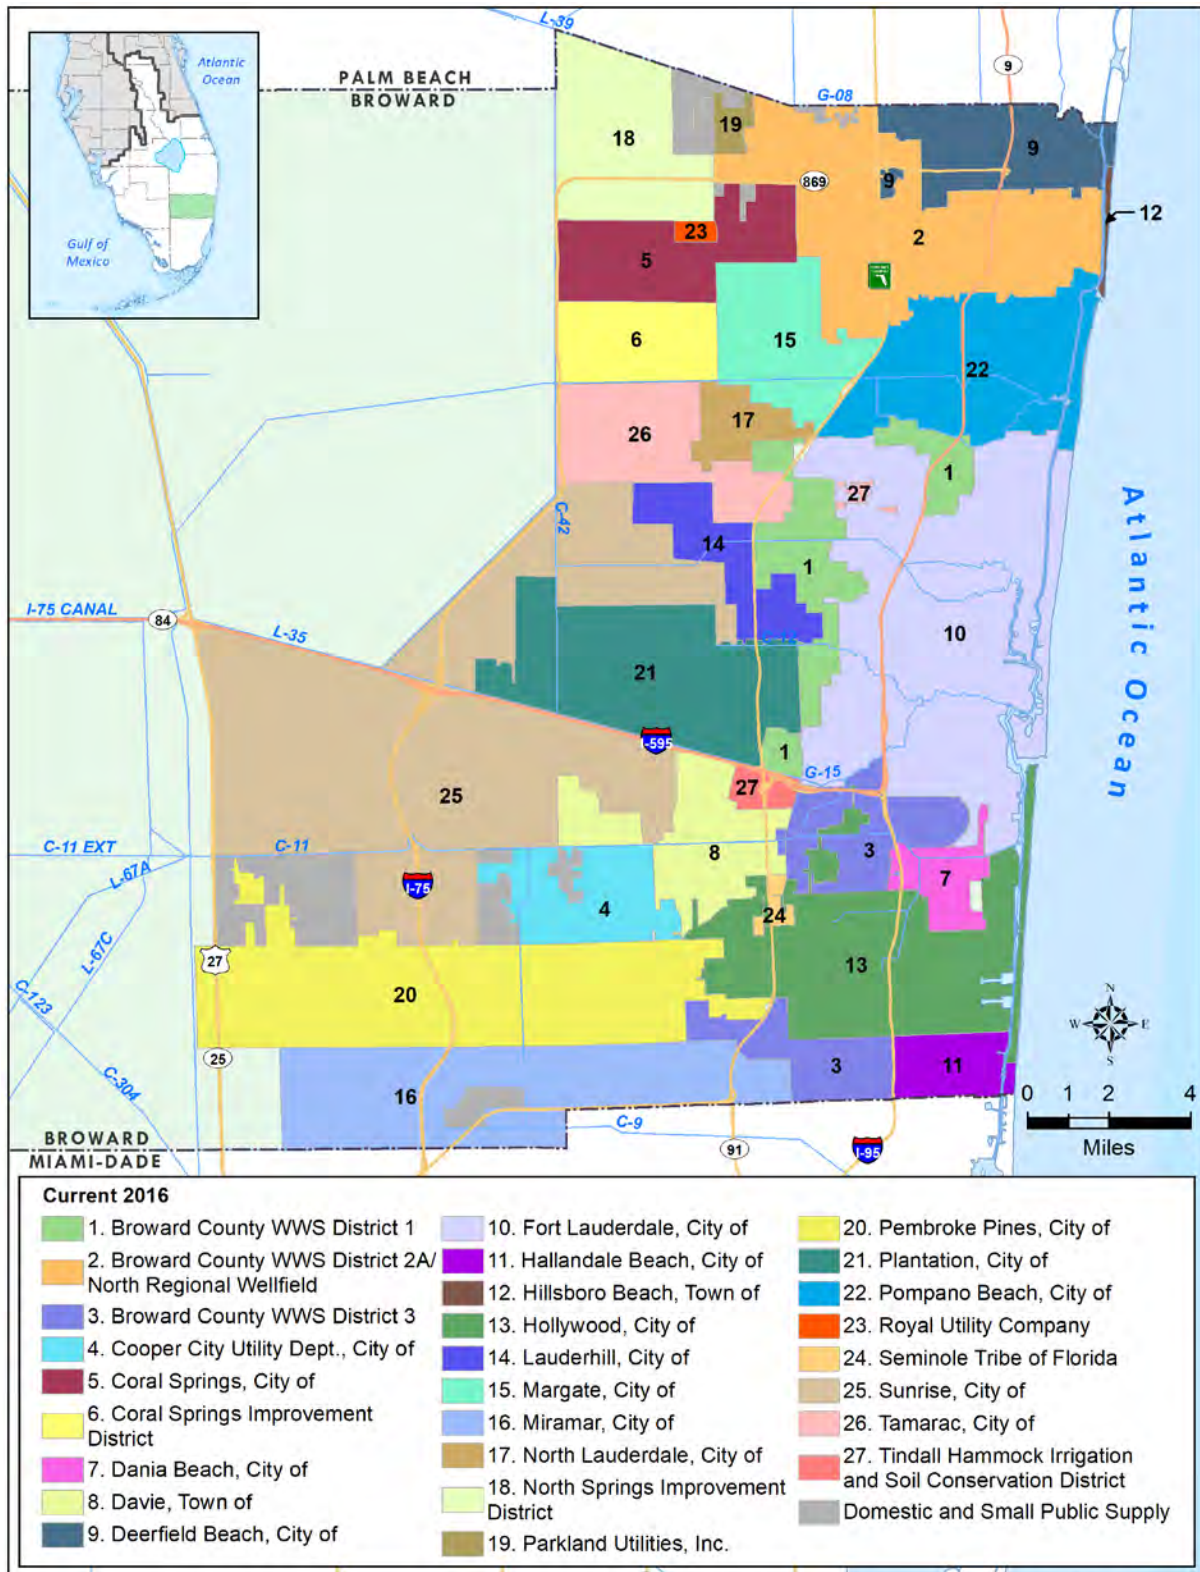 L-39
Atlantic
Ocean
Gulf of
Mexico
PALM BEACH
BROWARD
9
G-08
19
18
9
869
9
12
23
2
5
6
15
22
17
26
1
27
C-42
14
1
Atlantic Ocean
I-75 CANAL
84
L-35
10
21
I-595
1
G-15
27
25
C-11 EXT
C-11
L-67A
8
3
I-75
7
4
24
L-67C
27
13
20
C-123
N
W
E
S
25
3
11
C-304
16
0 1 2 4
Miles
C-9
BROWARD
MIAMI-DADE
91
I-95
Current 2016
1. Broward County WWS District 1
2. Broward County WWS District 2A/
North Regional Wellfield
3. Broward County WWS District 3
4. Cooper City Utility Dept., City of
5. Coral Springs, City of
6. Coral Springs Improvement
District
7. Dania Beach, City of
8. Davie, Town of
9. Deerfield Beach, City of
10. Fort Lauderdale, City of
11. Hallandale Beach, City of
12. Hillsboro Beach, Town of
13. Hollywood, City of
14. Lauderhill, City of
15. Margate, City of
16. Miramar, City of
17. North Lauderdale, City of
18. North Springs Improvement
District
19. Parkland Utilities, Inc.
20. Pembroke Pines, City of
21. Plantation, City of
22. Pompano Beach, City of
23. Royal Utility Company
24. Seminole Tribe of Florida
25. Sunrise, City of
26. Tamarac, City of
27. Tindall Hammock Irrigation
and Soil Conservation District
Domestic and Small Public Supply